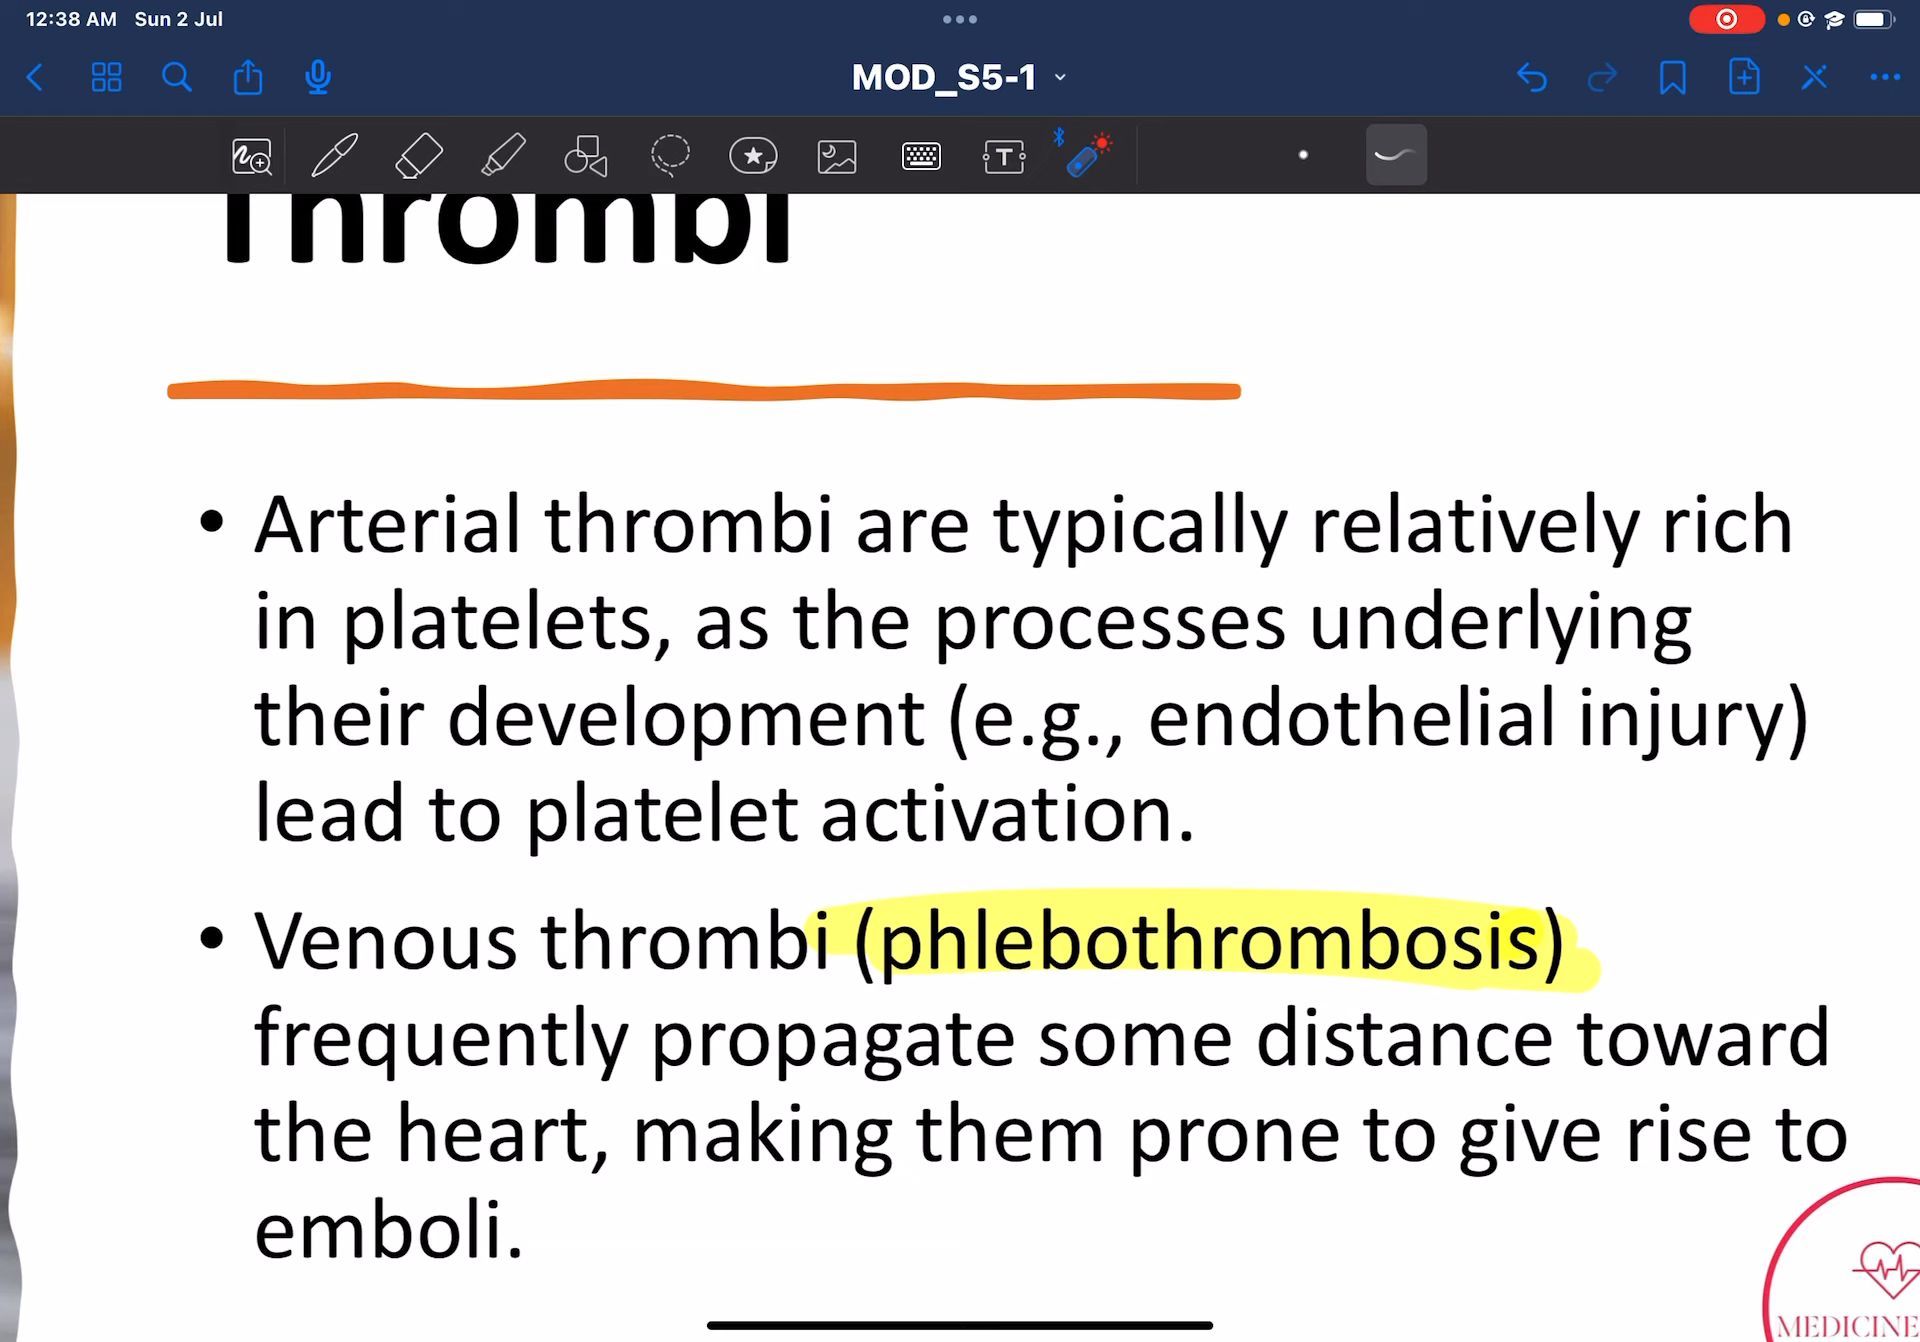 12:38 AM Sun 2 Jul
MOD_S5-1
Thrombi
• Arterial thrombi are typically relatively rich
in platelets, as the processes underlying
their development (e.g., endothelial injury)
lead to platelet activation.
• Venous thrombi (phlebothrombosis)
frequently propagate some distance toward
the heart, making them prone to give rise to
emboli.
MEDICINE